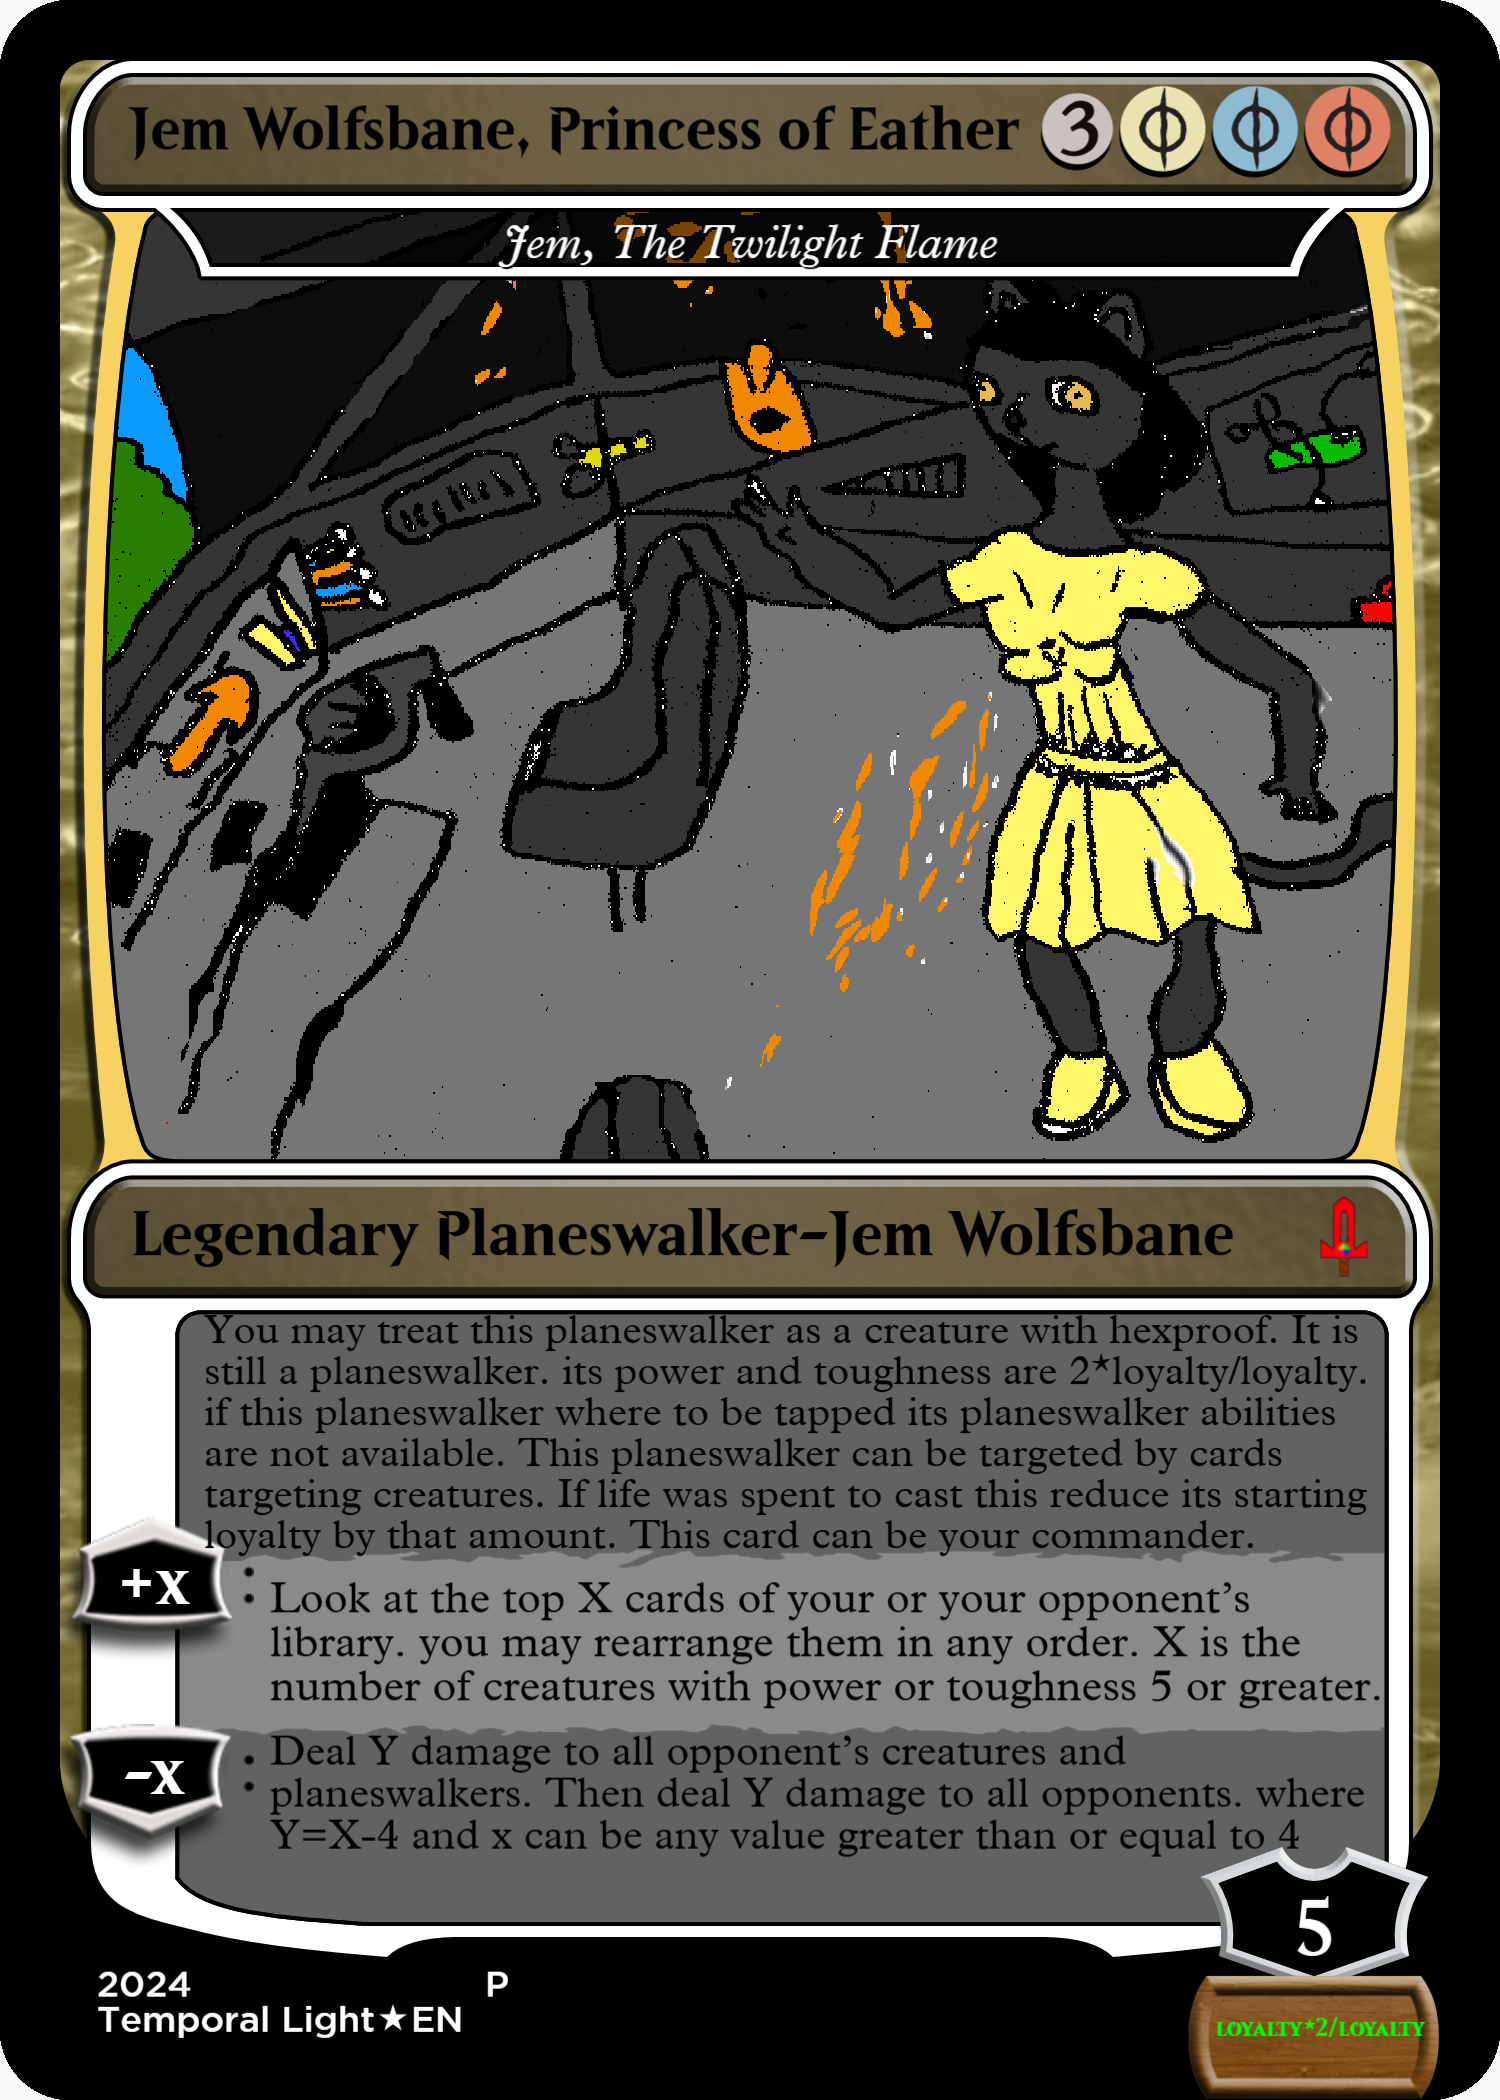 Jem Wolfsbane, Princess of Eather 3
Jem, The Twilight Flame
Legendary Planeswalker-Jem Wolfsbane
You may treat this planeswalker as a creature with hexproof. It is
still a planeswalker. its power and toughness are 2*loyalty/loyalty.
if this planeswalker where to be tapped its planeswalker abilities
are not available. This planeswalker can be targeted by cards
targeting creatures. If life was spent to cast this reduce its starting
loyalty by that amount. This card can be your commander.
+X
: Look at the top X cards of your or your opponent's
library. you may rearrange them in any order. X is the
number of creatures with power or toughness 5 or greater.
-X
: Deal Y damage to all opponent's creatures and
planeswalkers. Then deal Y damage to all opponents. where
Y=X-4 and x can be any value greater than or equal to 4
5
2024 P
Temporal Light★EN
LOYALTY*2/LOYALTY